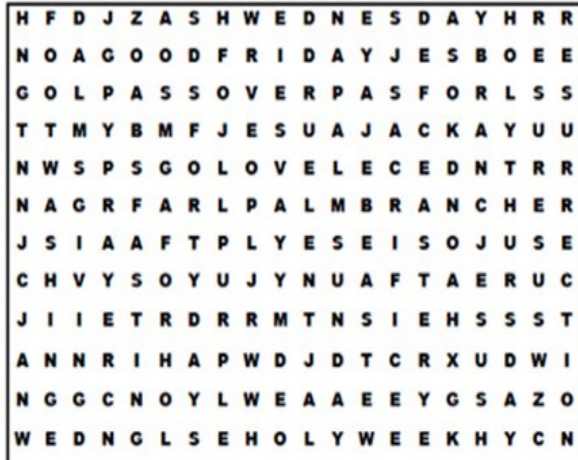 H F D J Z A S H W E D N E S D A Y H R R
N O A G O O D F R I D A Y J E S B O E E
G O L P A S S O V E R P A S F O R L S S
T T M Y B M F J E S U A J A C K A Y U U
N W S P S G O L O V E L E C E D N T R R
N A G R F A R L P A L M B R A N C H E R
J S I A A F T P L Y E S E I S O J U S E
C H V Y S O Y U J Y N U A F T A E R U C
J I I E T R D R R M T N S I E H S S S T
A N N R I H A P W D J D T C R X U D W I
N G G C N O Y L W E A A E E Y G S A Z O
W E D N G L S E H O L Y W E E K H Y C N